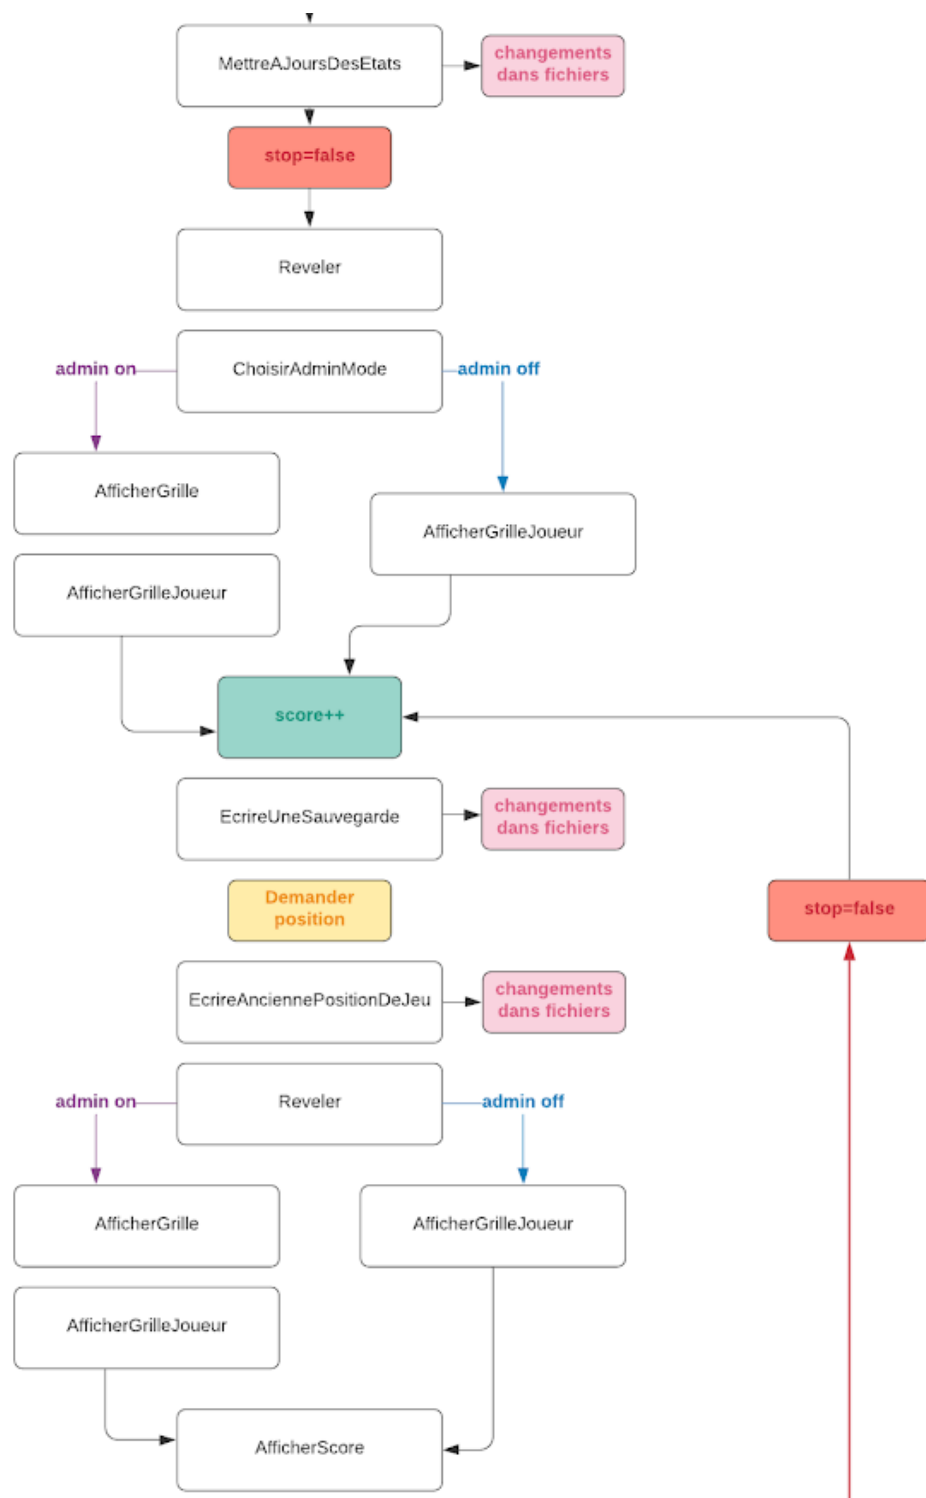 MettreAJoursDesEtats
changements
dans fichiers
stop=false
Reveler
admin on
ChoisirAdminMode
admin off
AfficherGrille
AfficherGrilleJoueur
AfficherGrilleJoueur
score++
EcrireUneSauvegarde
changements
dans fichiers
Demander
position
stop=false
EcrireAnciennePositionDeJeu
changements
dans fichiers
admin on
Reveler
admin off
AfficherGrille
AfficherGrilleJoueur
AfficherGrilleJoueur
AfficherScore